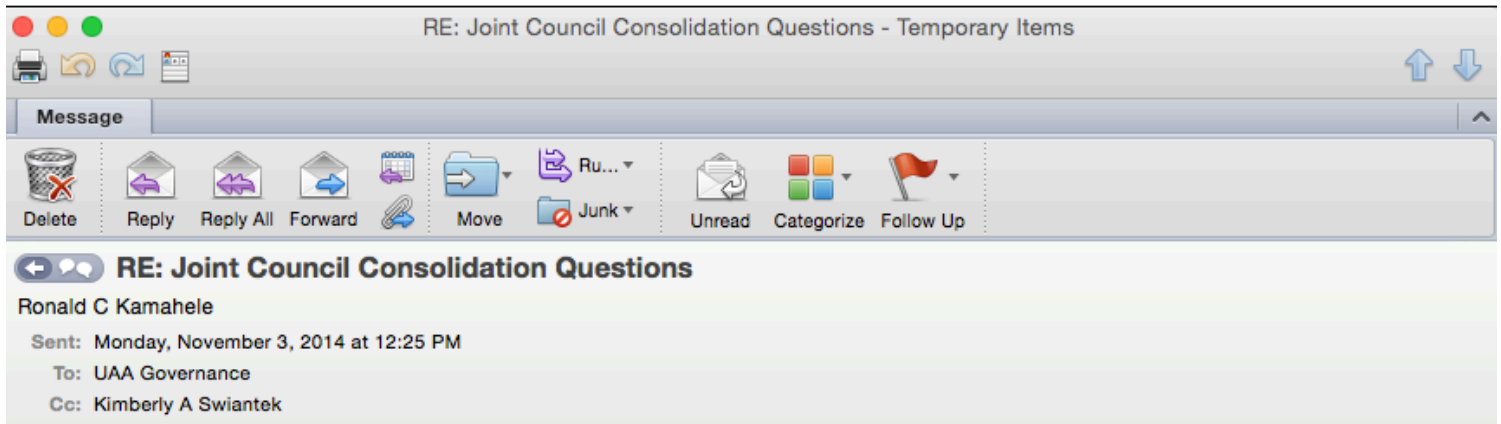 RE: Joint Council Consolidation Questions - Temporary Items
Message
Ru...
Junk
Delete Reply Reply All Forward Move Unread Categorize Follow Up
RE: Joint Council Consolidation Questions
Ronald C Kamahele
Sent: Monday, November 3, 2014 at 12:25 PM
To: UAA Governance
Cc: Kimberly A Swiantek